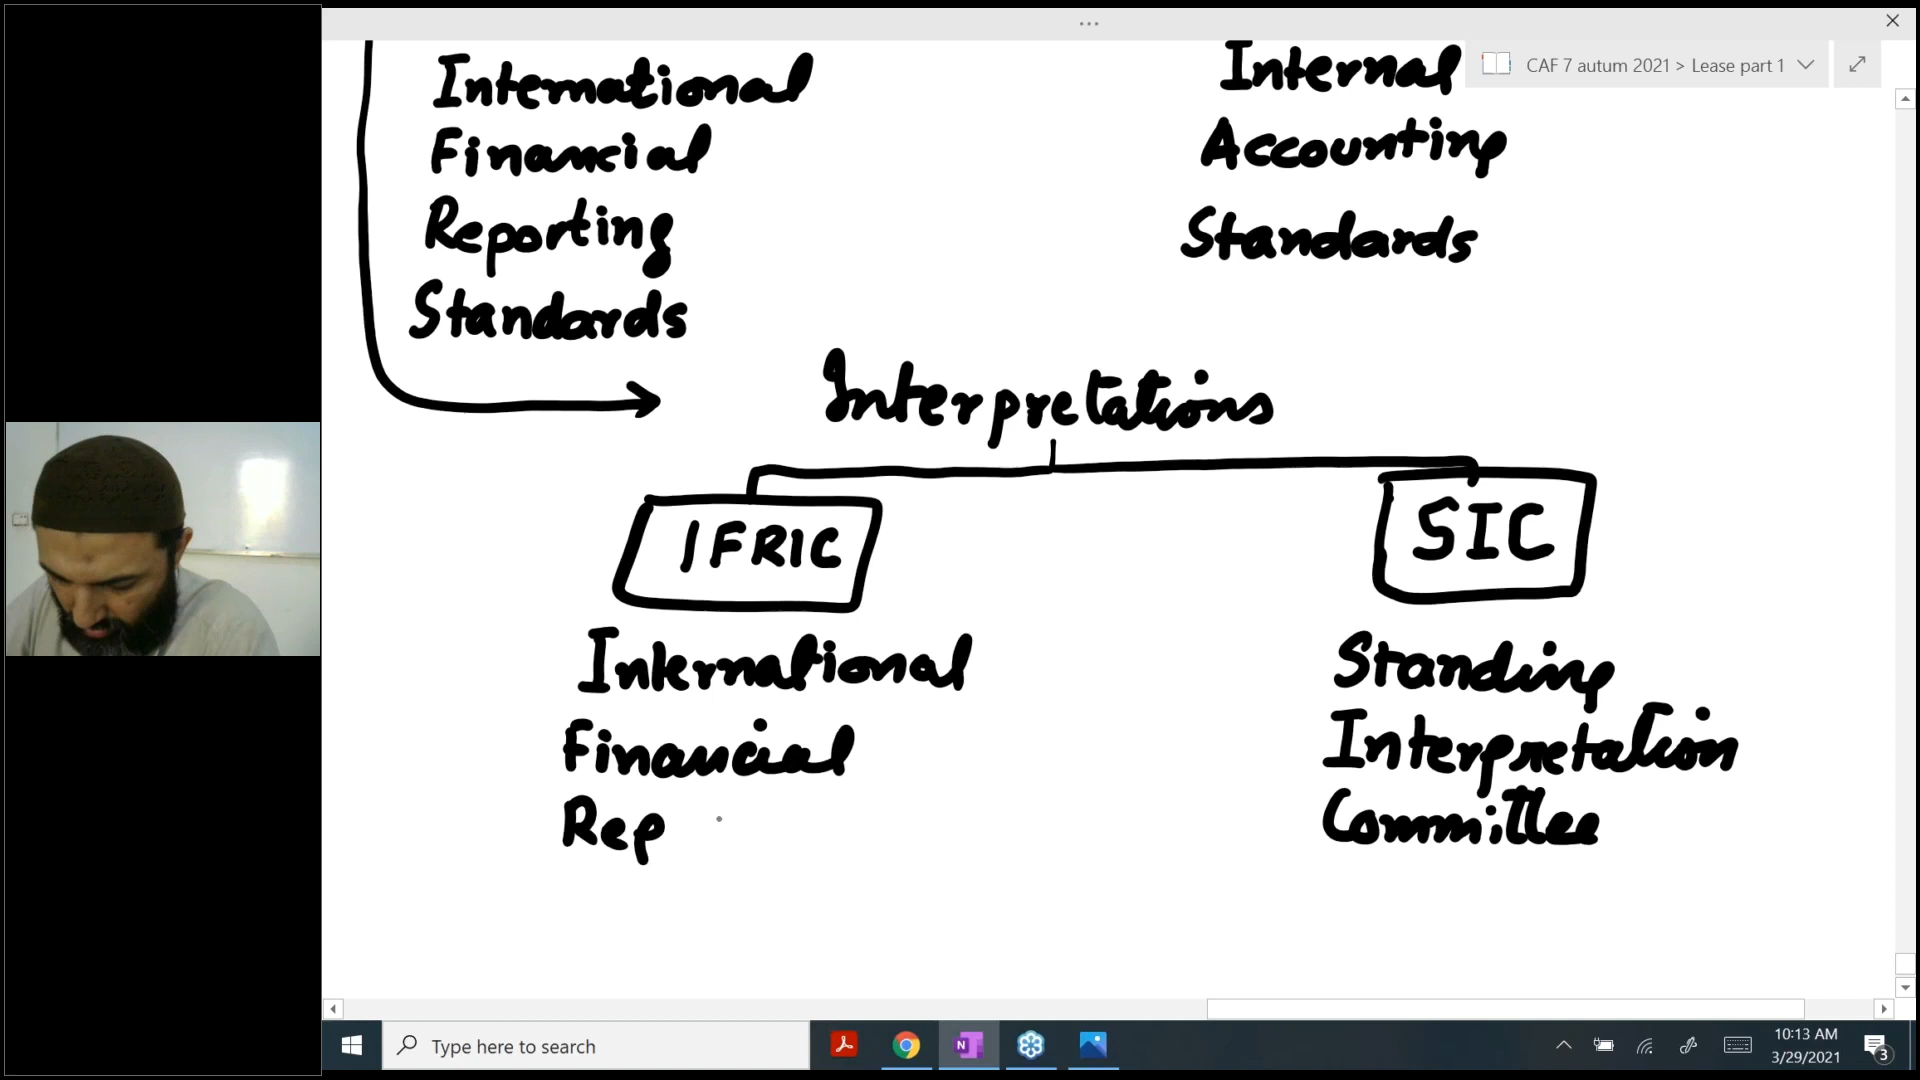 CAF 7 autum 2021 > Lease part 1
International
Financial
Reporting
Standards
Internal
Accounting
Standards
Interpretations
IFRIC
International
Financial
Rep
SIC
Standing
Interpretation
Committee
Type here to search
10:13 AM
3/29/2021
3